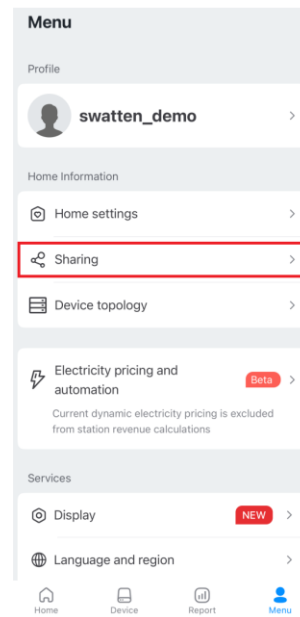 Menu
Profile
swatten_demo
Home Information
Home settings
Sharing
Device topology
Electricity pricing and
automation
Beta
Current dynamic electricity pricing is excluded
from station revenue calculations
Services
Display
NEW
Language and region
Home
Device
Report
Menu